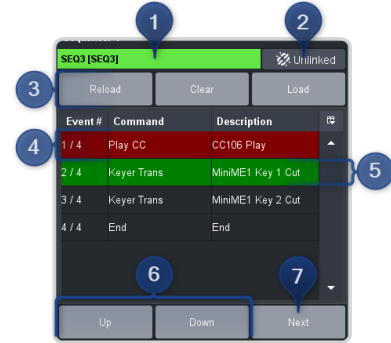 1
2
SEQ3 [SEQ3] Unlinked
3
Reload Clear Load
Event # Command Description
4
1 / 4 Play CC CC106 Play
2 / 4 Keyer Trans MiniME1 Key 1 Cut
5
3 / 4 Keyer Trans MiniME1 Key 2 Cut
4 / 4 End End
6
7
Up Down Next